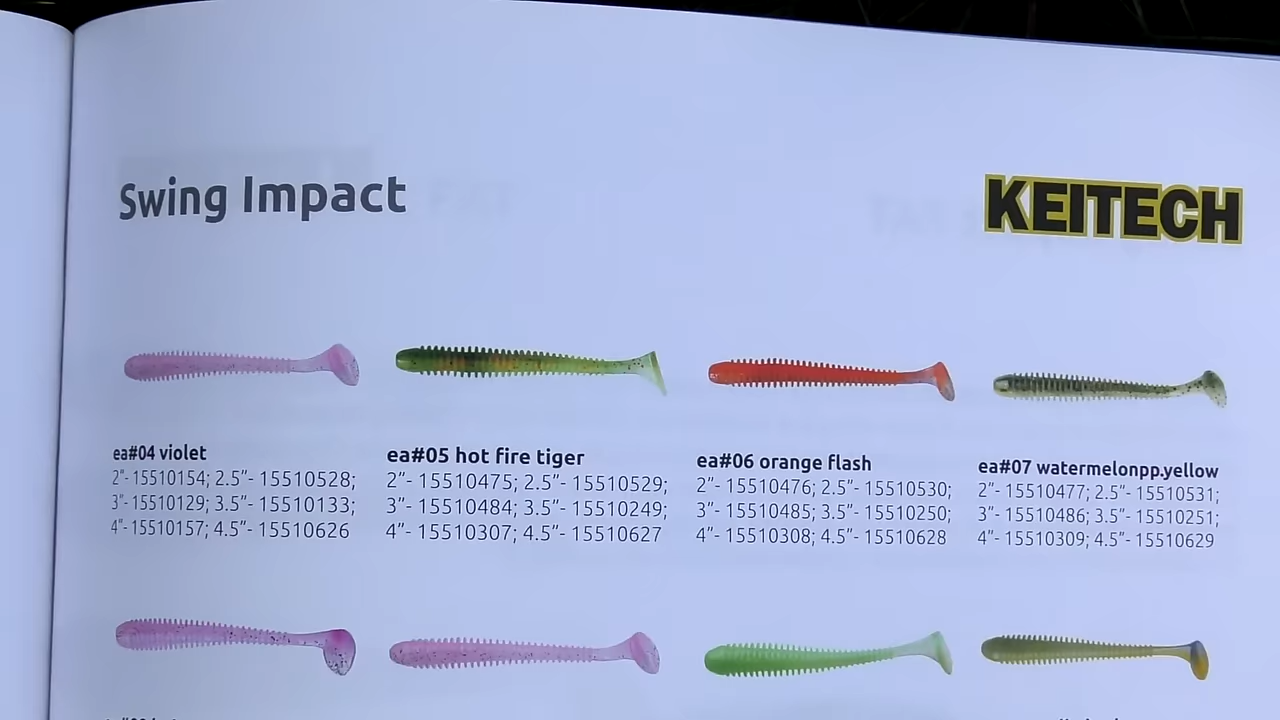 Swing Impact
KEITECH
ea#04 violet
2"- 15510154; 2.5"- 15510528;
3"- 15510129; 3.5"- 15510133;
4"- 15510157; 4.5"- 15510626
ea#05 hot fire tiger
2"- 15510475; 2.5"- 15510529;
3"- 15510484; 3.5"- 15510249;
4"- 15510307; 4.5"- 15510627
ea#06 orange flash
2"- 15510476; 2.5"- 15510530;
3"- 15510485; 3.5"- 15510250;
4"- 15510308; 4.5"- 15510628
ea#07 watermelonpp.yellow
2"- 15510477; 2.5"- 15510531;
3"- 15510486; 3.5"- 15510251;
4"- 15510309; 4.5"- 15510629